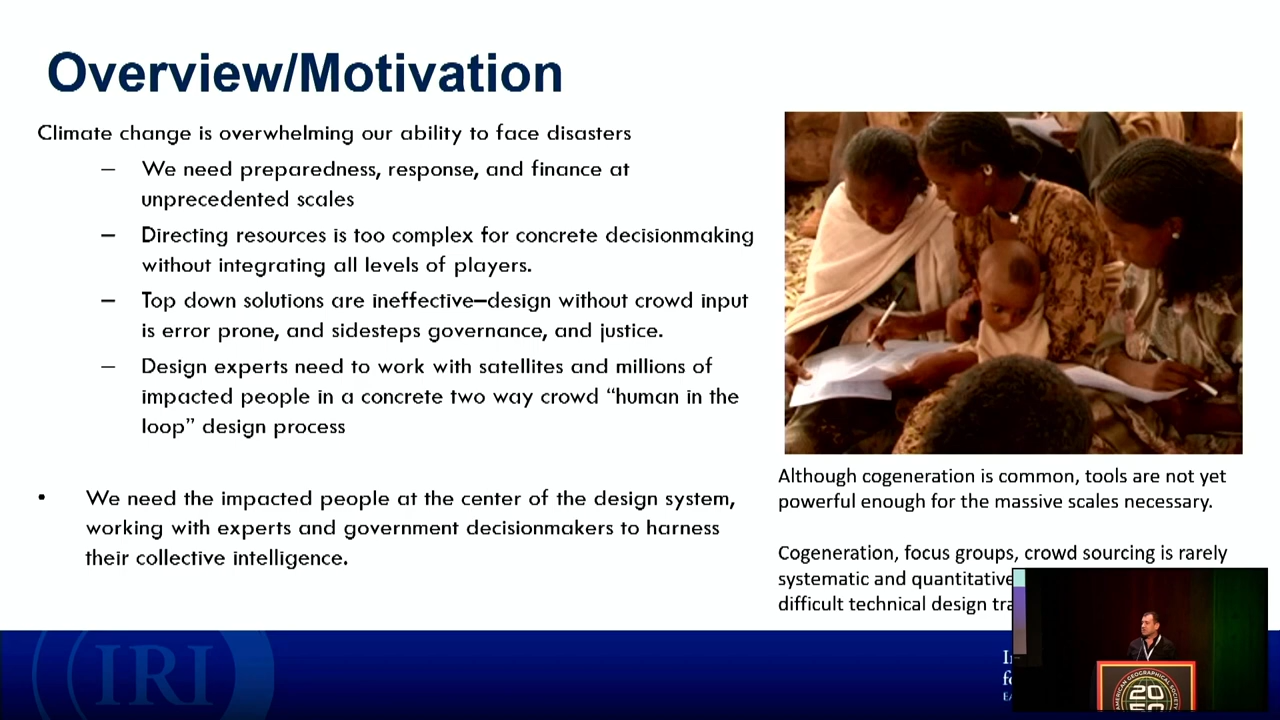 Overview/Motivation
Climate change is overwhelming our ability to face disasters
– We need preparedness, response, and finance at
unprecedented scales
– Directing resources is too complex for concrete decisionmaking
without integrating all levels of players.
– Top down solutions are ineffective–design without crowd input
is error prone, and sidesteps governance, and justice.
– Design experts need to work with satellites and millions of
impacted people in a concrete two way crowd “human in the
loop” design process
• We need the impacted people at the center of the design system,
working with experts and government decisionmakers to harness
their collective intelligence.
Although cogeneration is common, tools are not yet
powerful enough for the massive scales necessary.
Cogeneration, focus groups, crowd sourcing is rarely
systematic and quantitative
difficult technical design
IRI
AMERICAN GEOGRAPHICAL SOCIETY
20
50